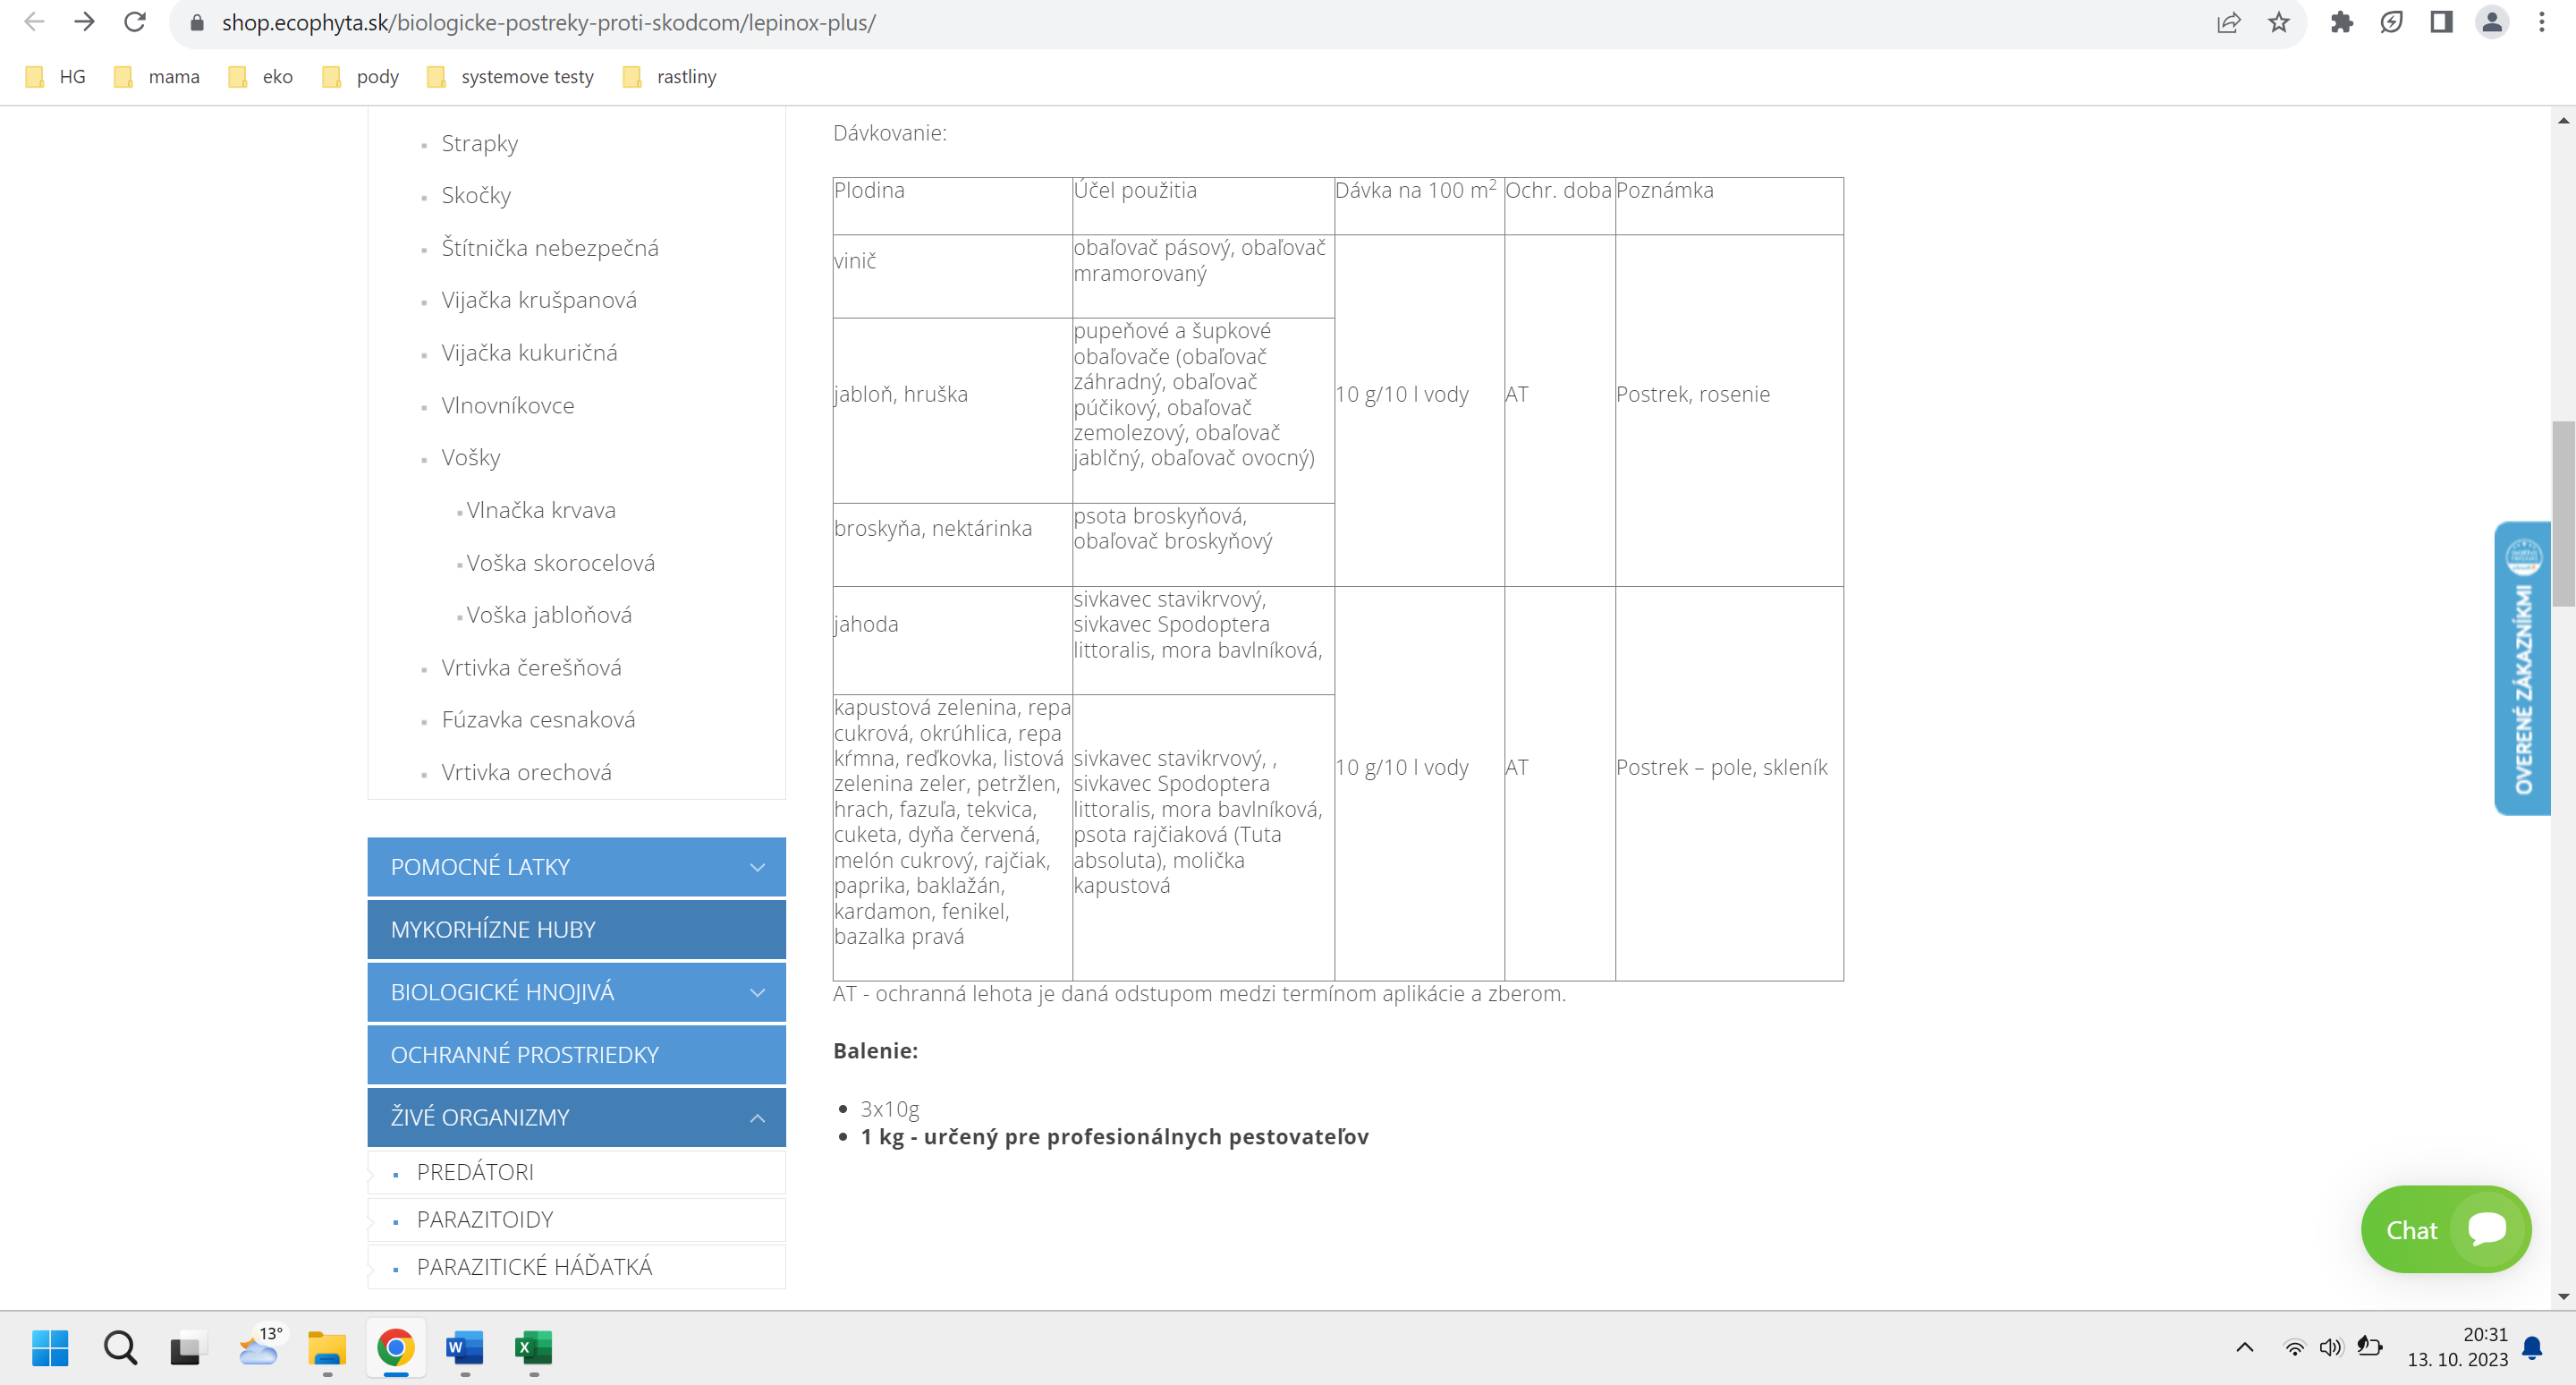 shop.ecophyta.sk/biologicke-postreky-proti-skodcom/lepinox-plus/
HG
mama
eko
pody
systemove testy
rastliny
Strapky
Skočky
Štítnička nebezpečná
Vijačka krušpanová
Vijačka kukuričná
Vlnovníkovce
Vošky
Vlnačka krvava
Voška skorocelová
Voška jabloňová
Vrtivka čerešňová
Fúzavka cesnaková
Vrtivka orechová
POMOCNÉ LATKY
MYKORHÍZNE HUBY
BIOLOGICKÉ HNOJIVÁ
OCHRANNÉ PROSTRIEDKY
ŽIVÉ ORGANIZMY
PREDÁTORI
PARAZITOIDY
PARAZITICKÉ HÁĎATKÁ
Dávkovanie:
Plodina
Účel použitia
Dávka na 100 m²
Ochr. doba
Poznámka
vinič
obaľovač pásový, obaľovač
mramorovaný
jabloň, hruška
pupeňové a šupkové
obaľovače (obaľovač
záhradný, obaľovač
púčikový, obaľovač
zemolezový, obaľovač
jablčný, obaľovač ovocný)
10 g/10 l vody
AT
Postrek, rosenie
broskyňa, nektárinka
psota broskyňová,
obaľovač broskyňový
jahoda
sivkavec stavikrvový,
sivkavec Spodoptera
littoralis, mora bavlníková,
kapustová zelenina, repa
cukrová, okrúhlica, repa
kŕmna, reďkovka, listová
zelenina zeler, petržlen,
hrach, fazuľa, tekvica,
cuketa, dyňa červená,
melón cukrový, rajčiak,
paprika, baklažán,
kardamon, fenikel,
bazalka pravá
sivkavec stavikrvový, ,
sivkavec Spodoptera
littoralis, mora bavlníková,
psota rajčiaková (Tuta
absoluta), molička
kapustová
10 g/10 l vody
AT
Postrek – pole, skleník
AT - ochranná lehota je daná odstupom medzi termínom aplikácie a zberom.
Balenie:
3x10g
1 kg - určený pre profesionálnych pestovateľov
OVERENÉ ZÁKAZNÍKMI
Chat
13°
20:31
13. 10. 2023